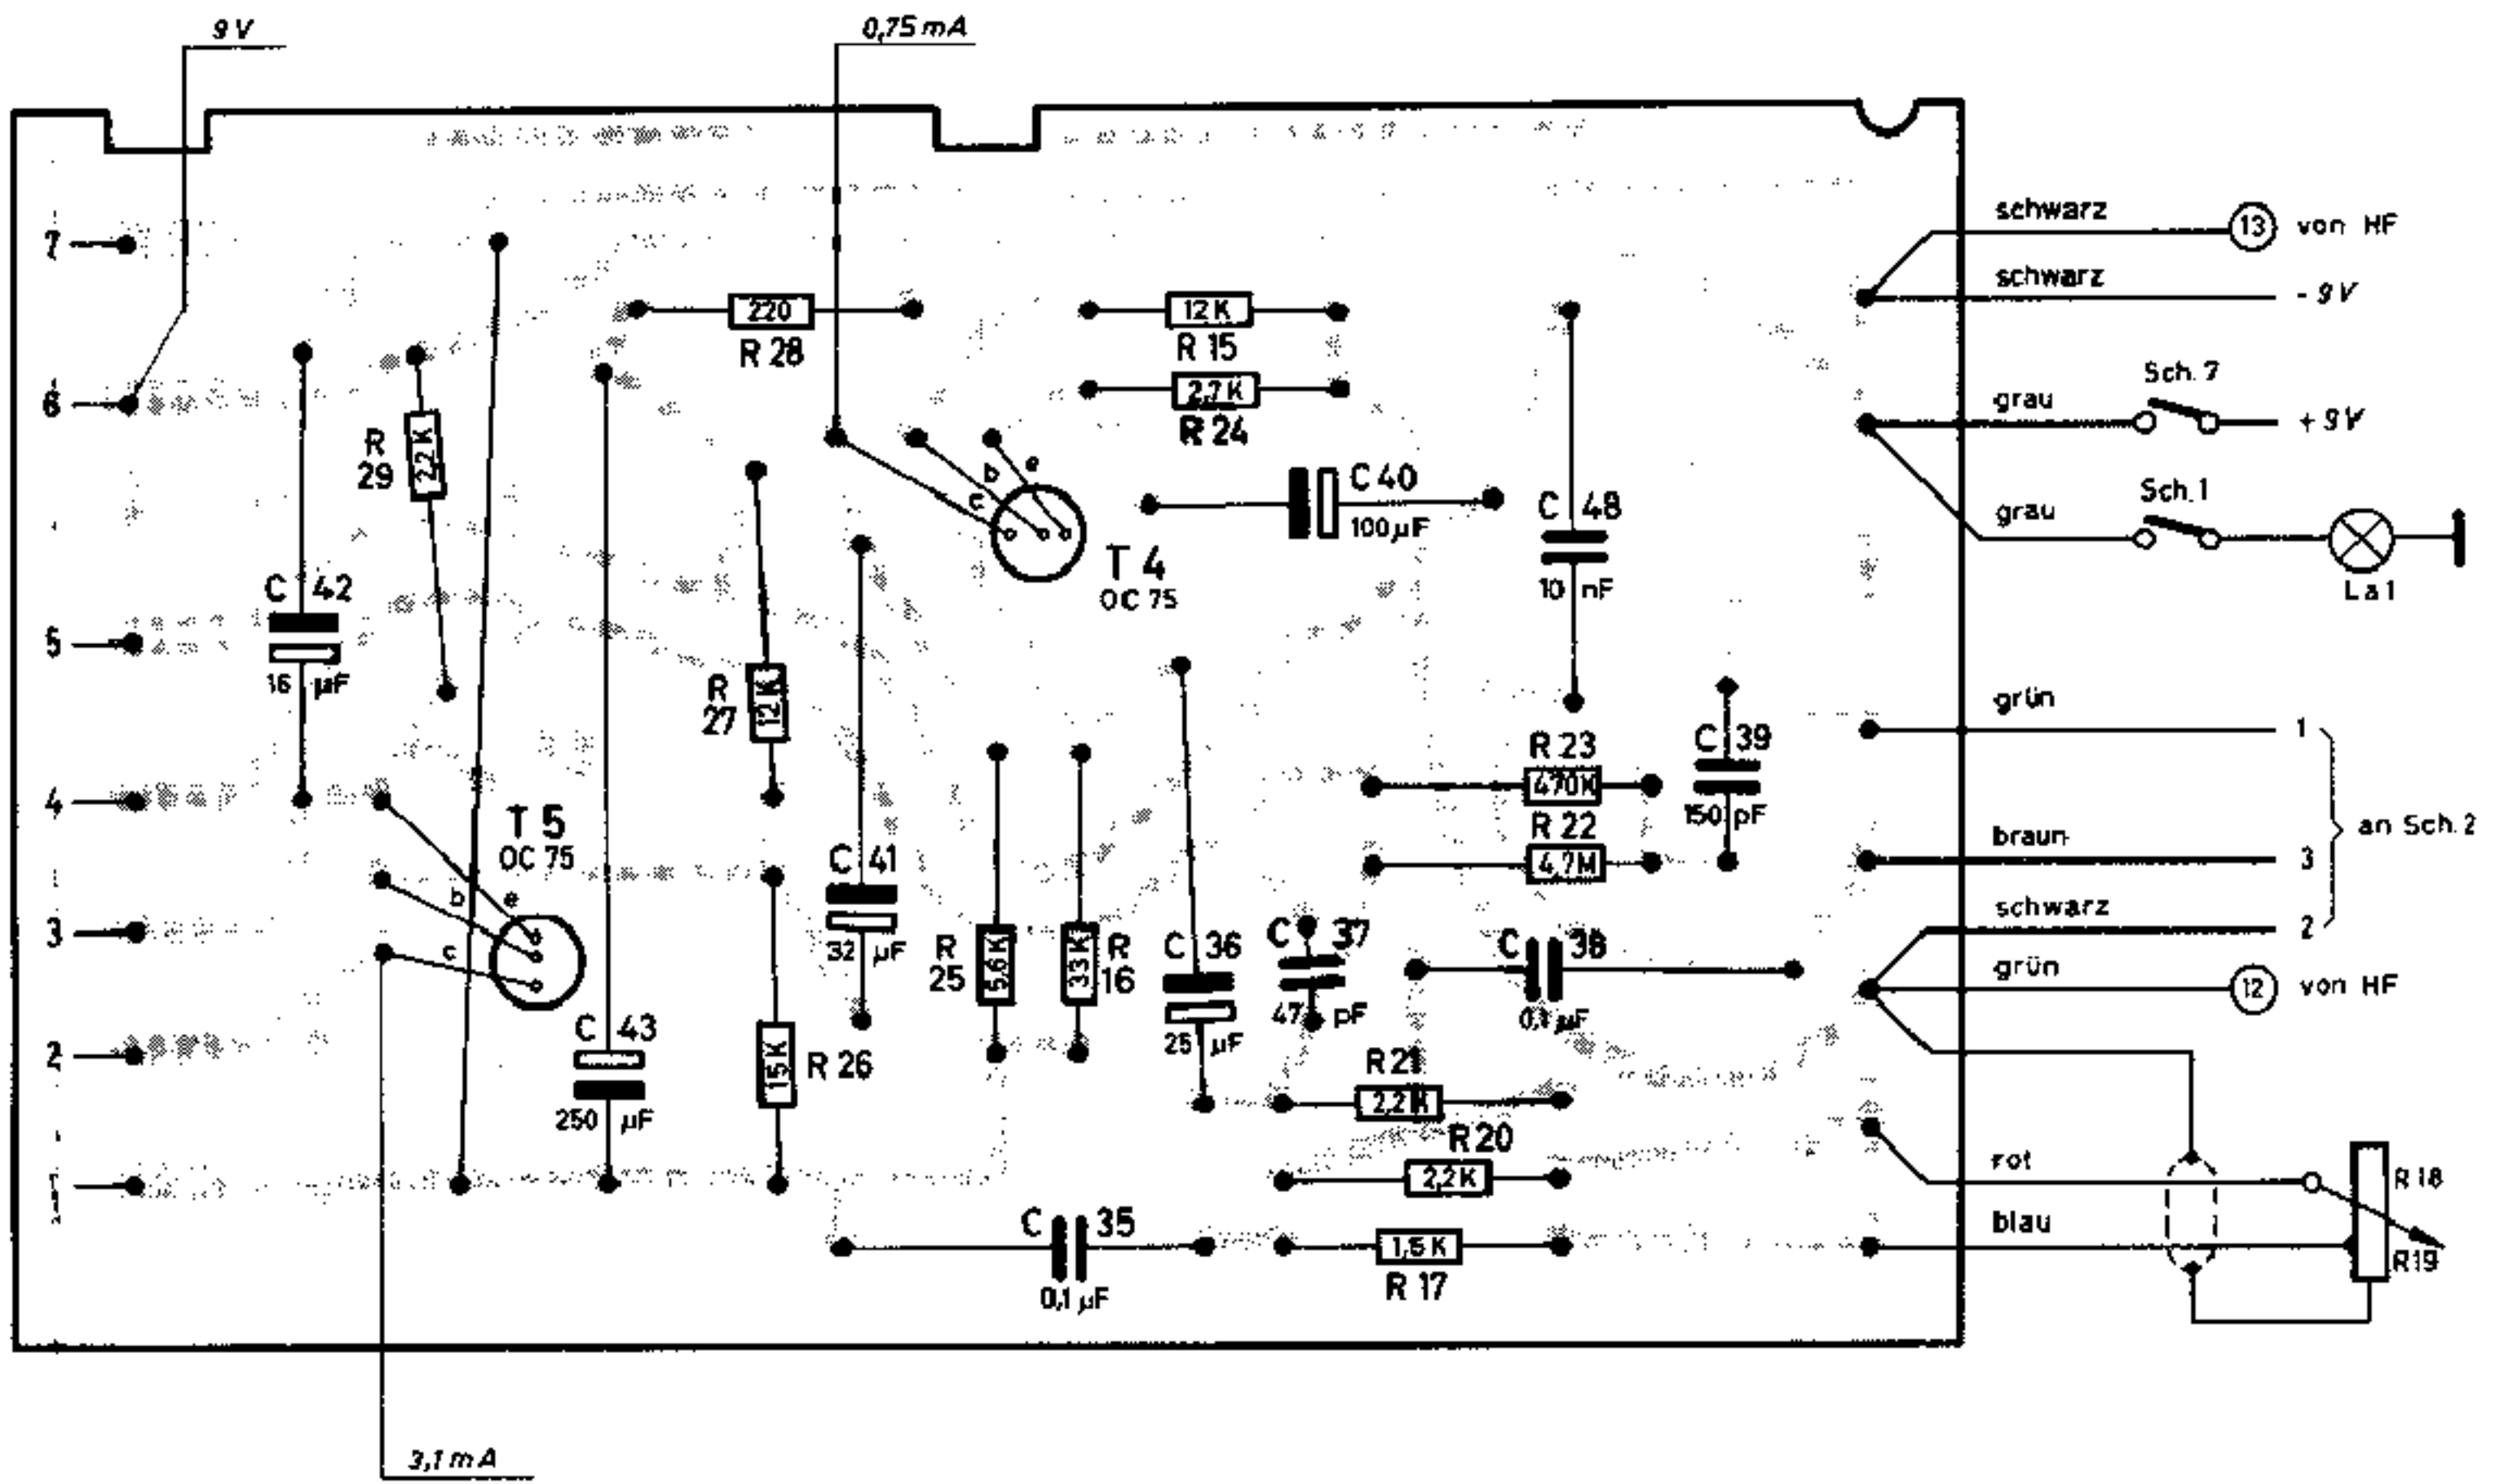 9 V
0,75 mA
7
6
5
4
3
2
1
220
R 28
12 K
R 15
2,7 K
R 24
R 29
C 42
16 µF
b
e
c
T 4
OC 75
C 40
100 µF
C 48
10 nF
R 27
12 K
T 5
OC 75
b
e
c
C 41
32 µF
C 43
250 µF
15 K
R 26
R 25
5,6 K
33 K
R 16
C 36
25 µF
C 37
47 pF
R 23
470K
R 22
4,7M
C 39
150 pF
C 38
0,1 µF
R 21
2,2 K
R 20
2,2 K
C 35
0,1 µF
1,5 K
R 17
schwarz
13 von HF
schwarz
- 9 V
Sch. 7
grau
+ 9 V
Sch. 1
grau
La 1
grün
1
braun
3
an Sch. 2
schwarz
2
grün
12 von HF
rot
R 18
blau
R 19
3,1 mA